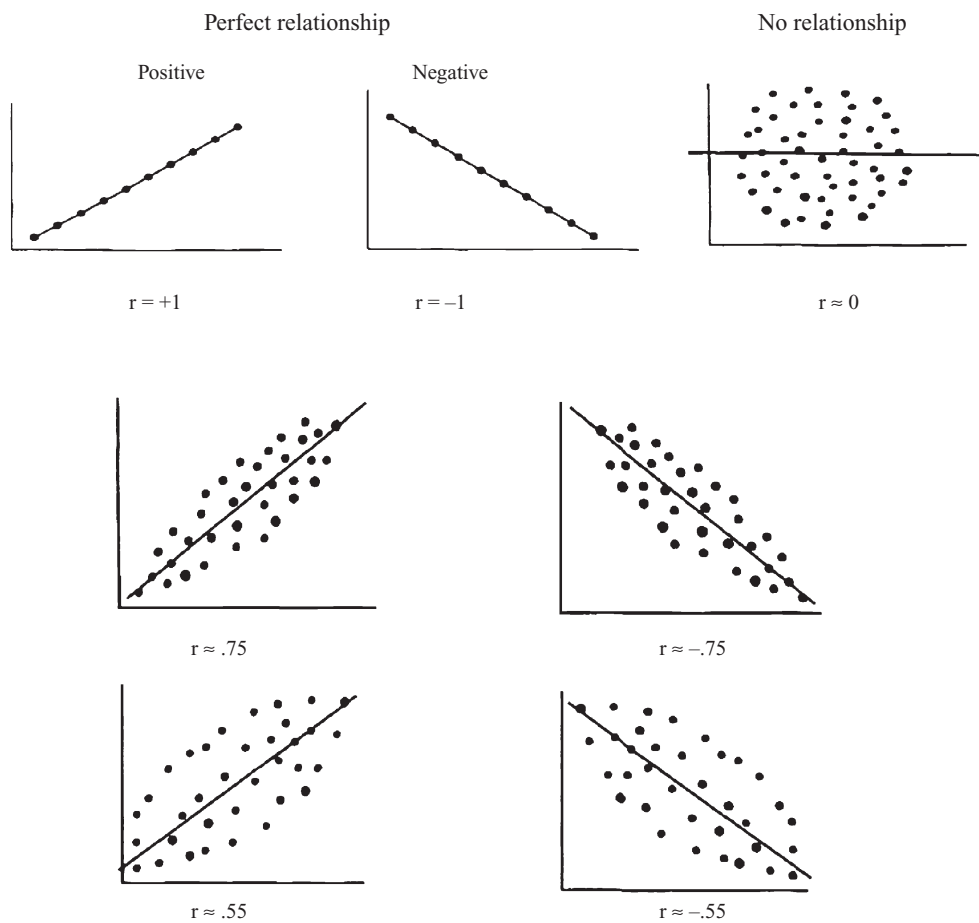 Perfect relationship
No relationship
Positive
Negative
r = +1
r = –1
r ≈ 0
r ≈ .75
r ≈ –.75
r ≈ .55
r ≈ –.55